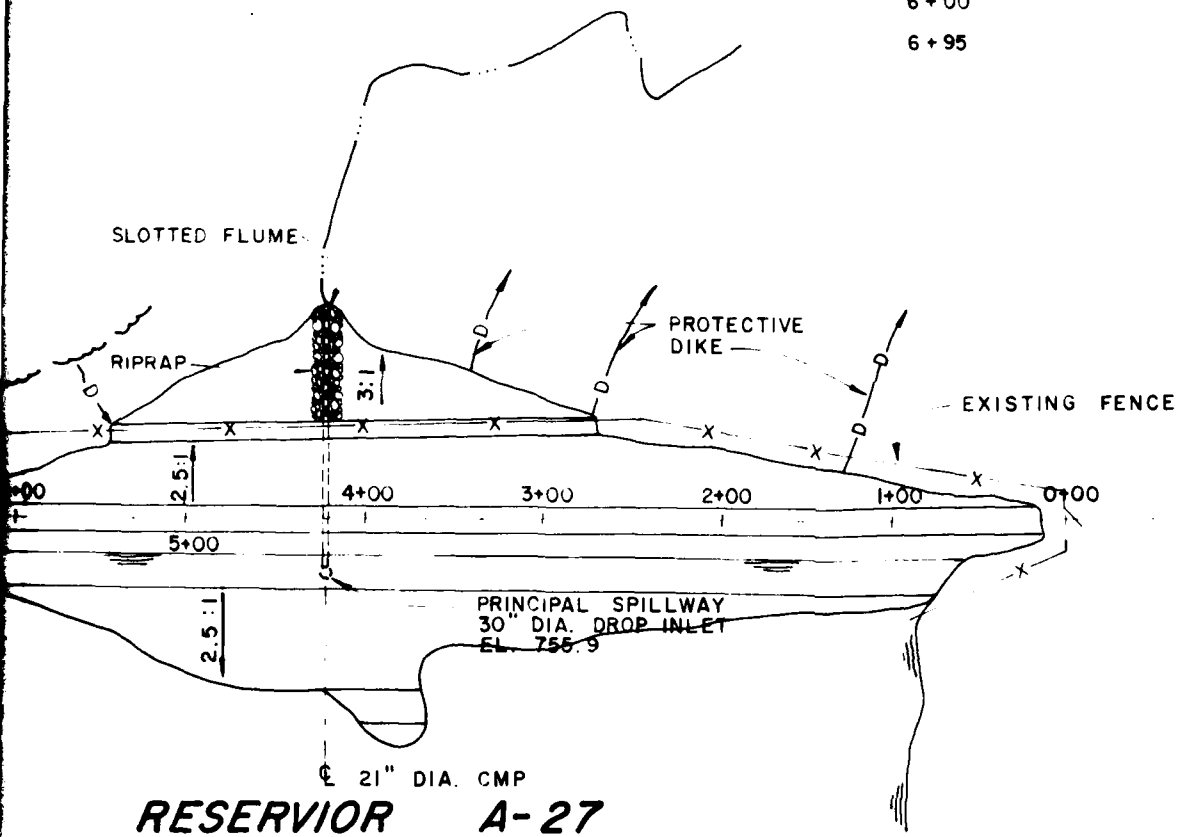 6 + 00
6 + 95
SLOTTED FLUME
RIPRAP
D
3:1
D
D
PROTECTIVE
DIKE
D
D
EXISTING FENCE
X X X X X X X
2.5:1
4+00 3+00 2+00 1+00 0+00
5+00
X
2.5:1
PRINCIPAL SPILLWAY
30" DIA. DROP INLET
EL. 755.9
℄ 21" DIA. CMP
RESERVIOR A-27